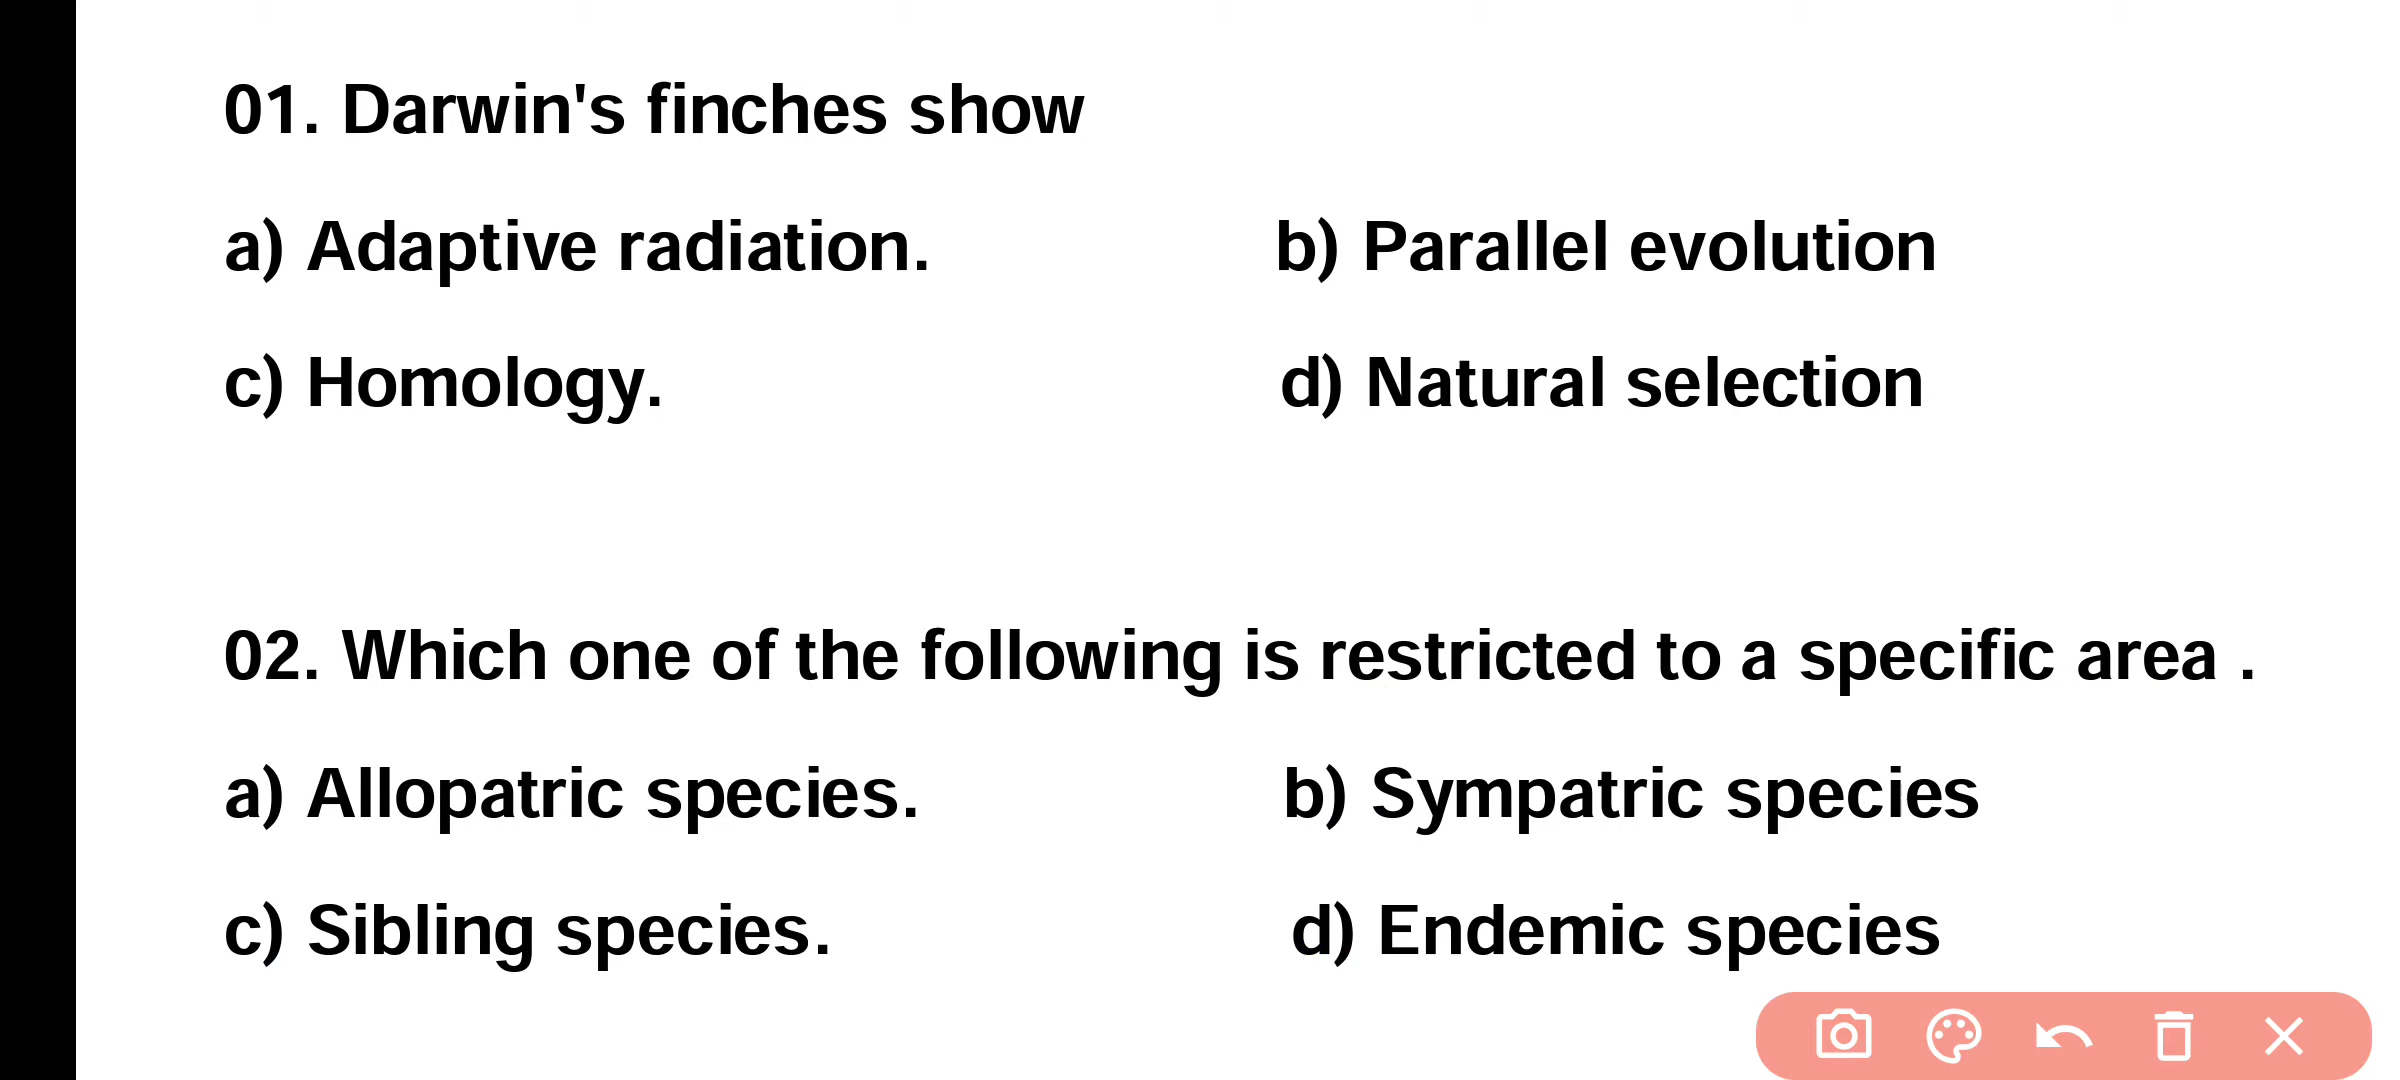 01. Darwin's finches show
a) Adaptive radiation. b) Parallel evolution
c) Homology. d) Natural selection
02. Which one of the following is restricted to a specific area .
a) Allopatric species. b) Sympatric species
c) Sibling species. d) Endemic species